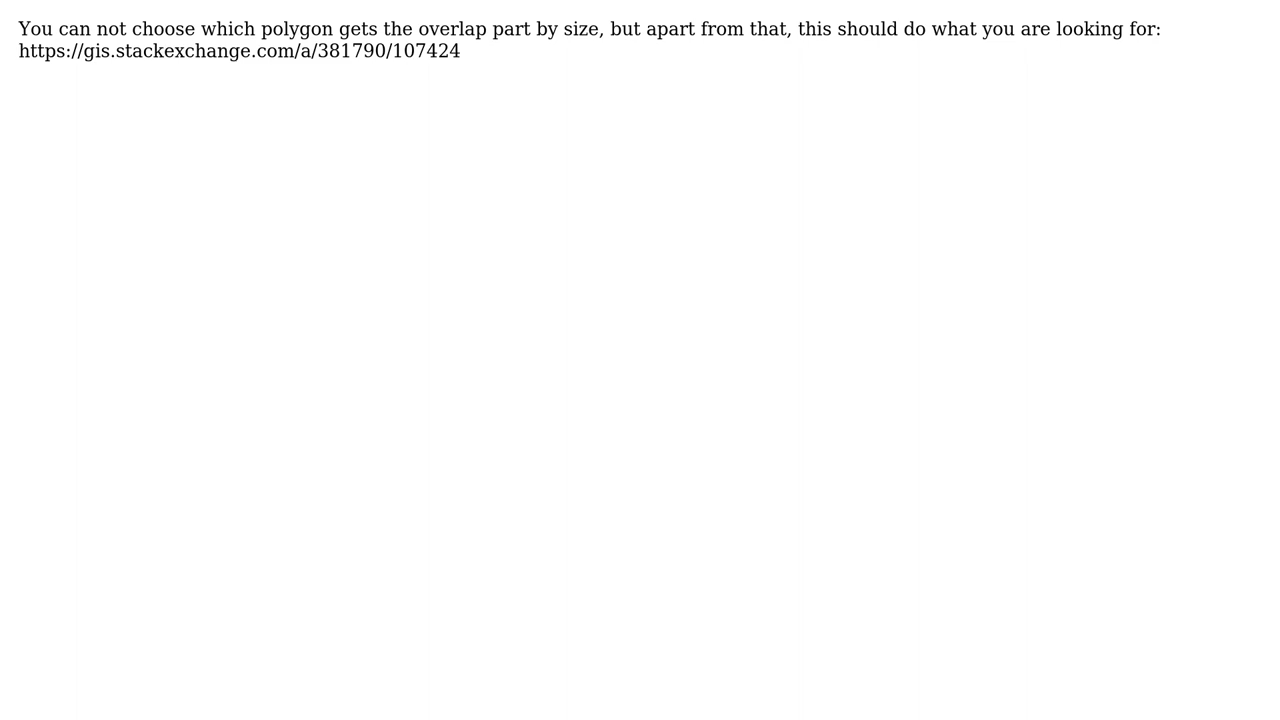 You can not choose which polygon gets the overlap part by size, but apart from that, this should do what you are looking for:
https://gis.stackexchange.com/a/381790/107424